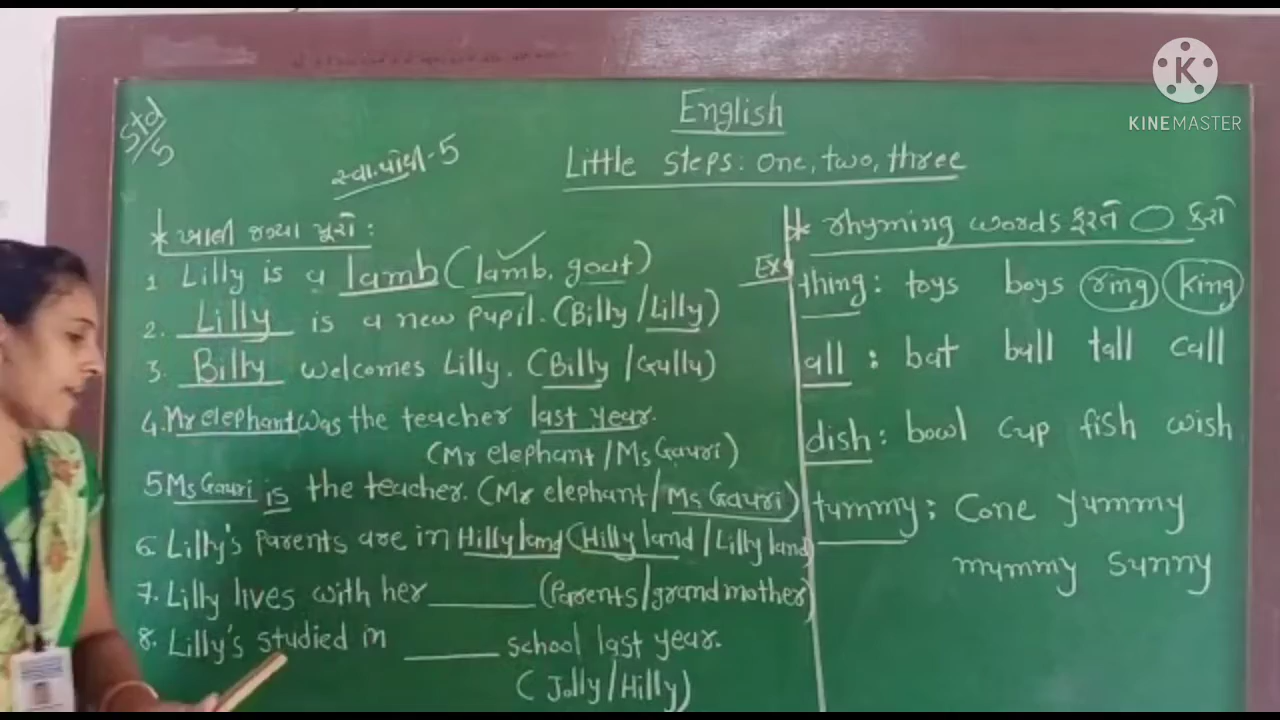 KINEMASTER
Std
5
English
સ્વા.પોથી-5
Little steps: one, two, three
* ખાલી જગ્યા પૂરો :
1 Lilly is a lamb (lamb, goat)
2. Lilly is a new pupil. (Billy / Lilly)
3. Billy welcomes Lilly. (Billy / Gully)
4. Mr elephant was the teacher last year.
(Mr elephant / Ms Gauri)
5 Ms Gauri is the teacher. (Mr elephant / Ms Gauri)
6. Lilly's parents are in Hilly land (Hilly land / Lilly land)
7. Lilly lives with her ______ (Parents/grandmother)
8. Lilly's studied in ______ school last year.
(Jolly/Hilly)
* rhyming words ફરતે ◯ કરો
Ex
thing: toys boys ring king
all : bat ball tall call
dish: bowl cup fish wish
tummy: Cone yummy
mummy sunny